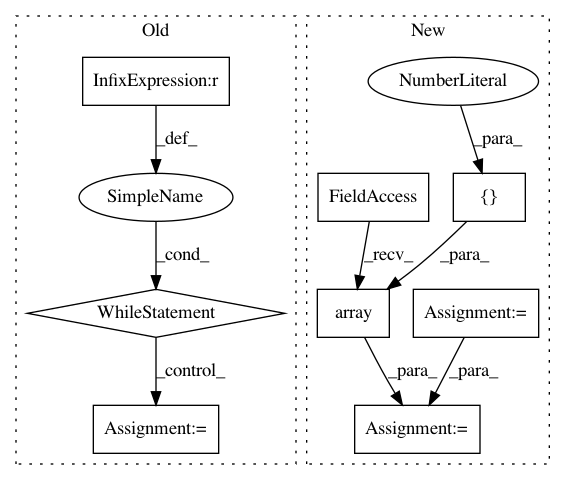 Old
New
InfixExpression:r
NumberLiteral
_def_
_para_
SimpleName
FieldAccess
{}
_cond_
_recv_
_para_
WhileStatement
array
Assignment:=
_control_
_para_
_para_
Assignment:=
Assignment:=